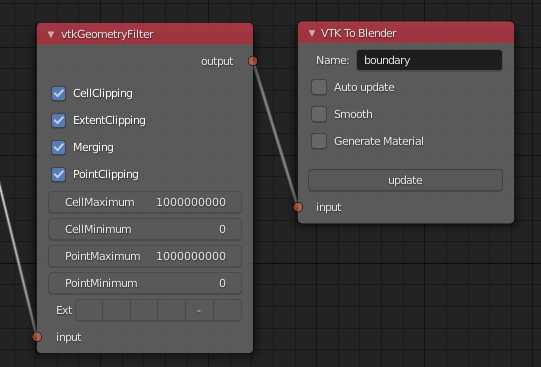 vtkGeometryFilter
output
CellClipping
ExtentClipping
Merging
PointClipping
CellMaximum 1000000000
CellMinimum 0
PointMaximum 1000000000
PointMinimum 0
Ext -
input
VTK To Blender
Name: boundary
Auto update
Smooth
Generate Material
update
input